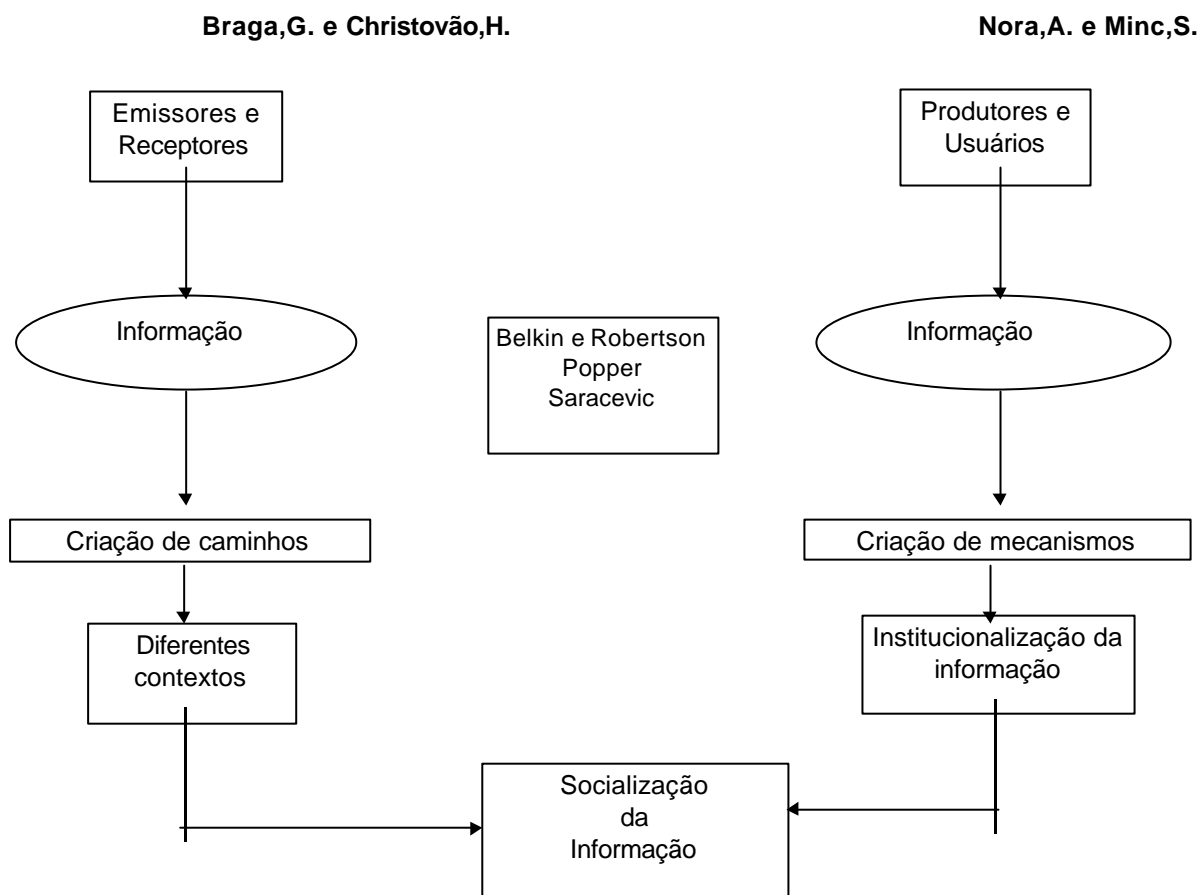 Braga,G. e Christovão,H.
Nora,A. e Minc,S.
Emissores e
Receptores
Produtores e
Usuários
Informação
Belkin e Robertson
Popper
Saracevic
Informação
Criação de caminhos
Criação de mecanismos
Diferentes
contextos
Institucionalização da
informação
Socialização
da
Informação